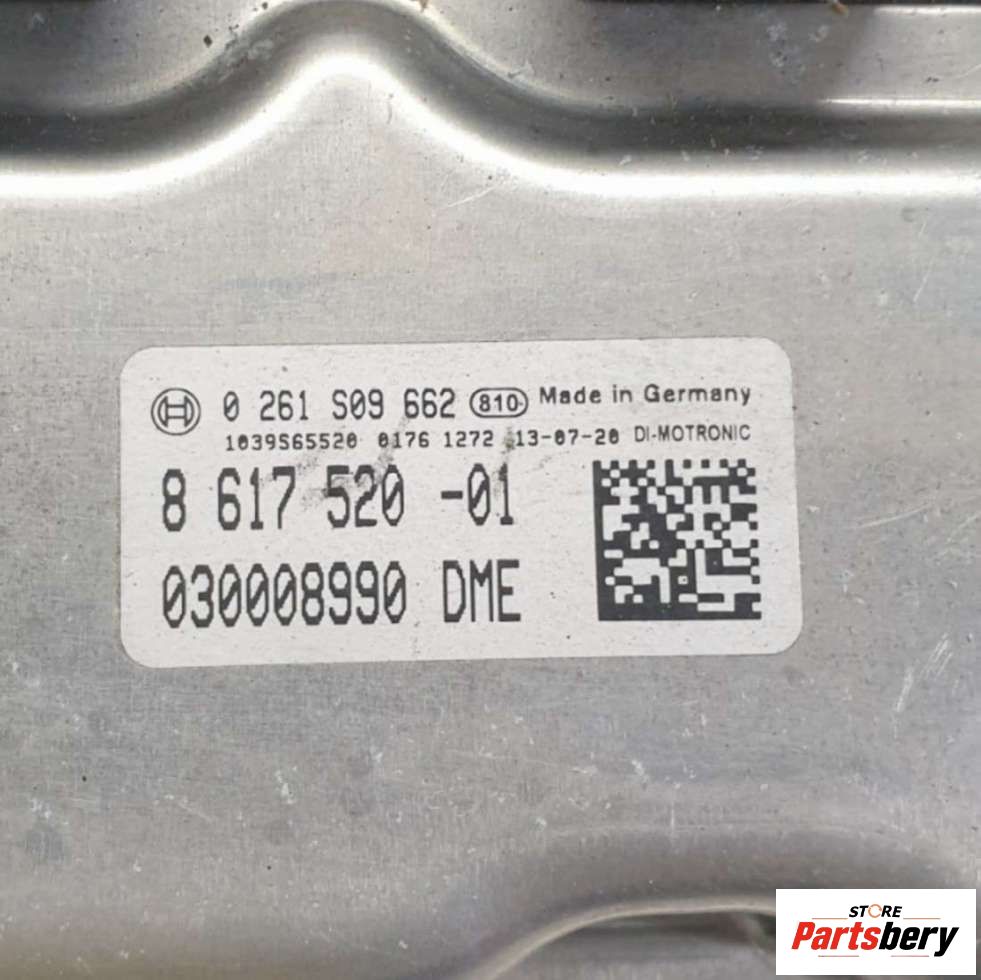 0 261 S09 662 810 Made in Germany
1039S65520 0176 1272 13-07-20 DI-MOTRONIC
8 617 520 -01
030008990 DME
STORE
Partsbery